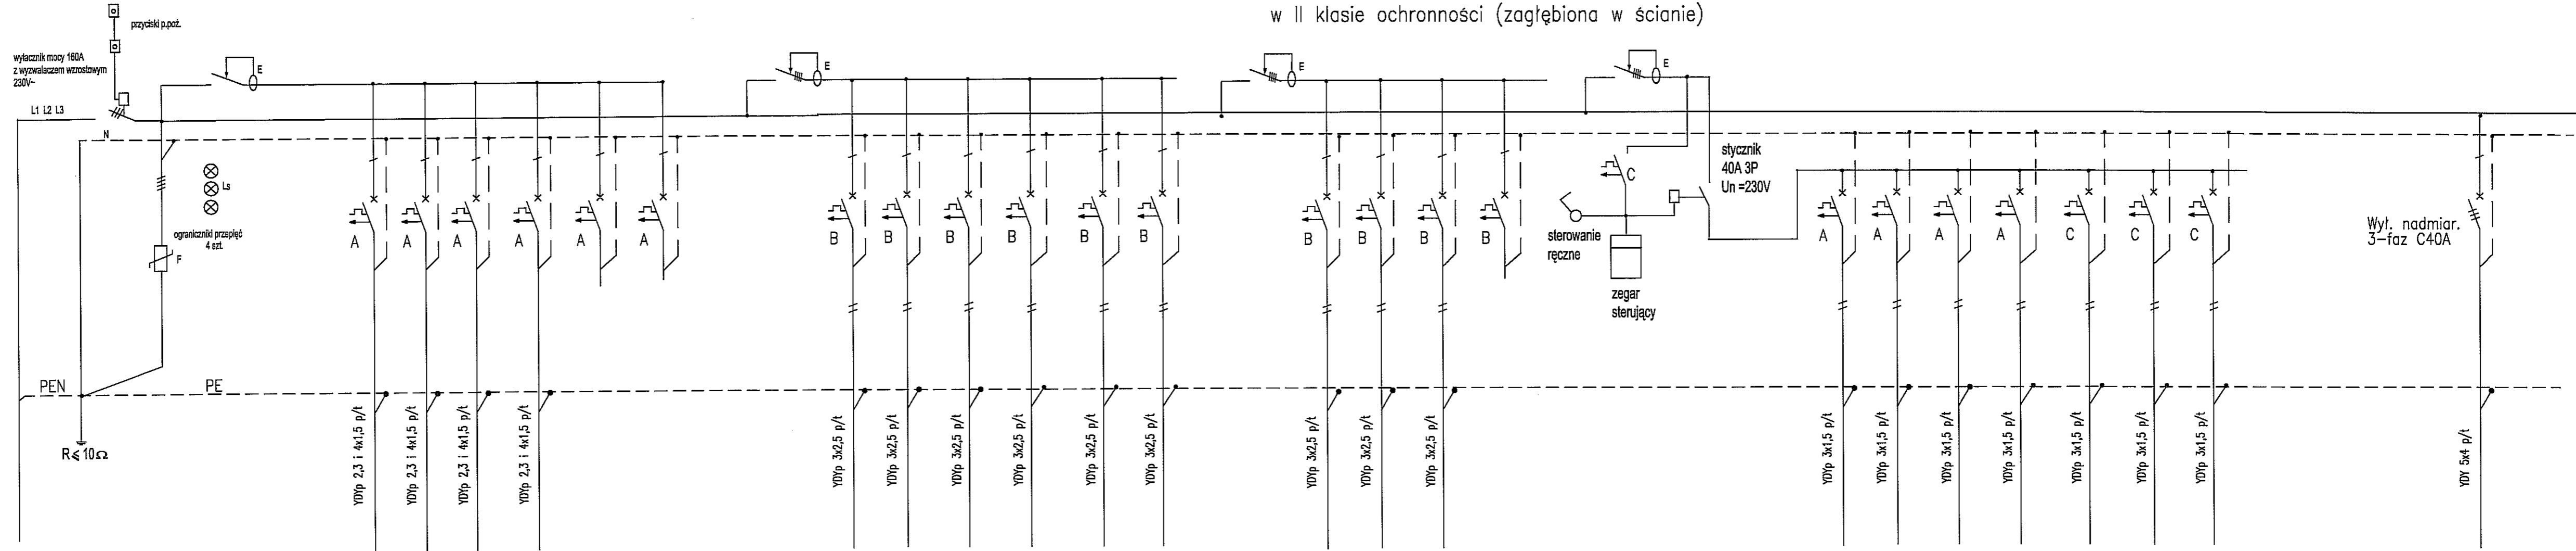 w II klasie ochronności (zagłębiona w ścianie)
przyciski p.poż.
wyłacznik mocy 160A
z wyzwalaczem wzrostowym
230V~
E
E
E
E
L1 L2 L3
N
Ls
ograniczniki przepięć
4 szt.
F
A
A
A
A
A
A
B
B
B
B
B
B
B
B
B
B
C
stycznik
40A 3P
Un =230V
sterowanie
ręczne
zegar
sterujący
A
A
A
A
C
C
C
Wył. nadmiar.
3-faz C40A
PEN
PE
R⩽10Ω
YDYp 2,3 i 4x1,5 p/t
YDYp 2,3 i 4x1,5 p/t
YDYp 2,3 i 4x1,5 p/t
YDYp 2,3 i 4x1,5 p/t
YDYp 3x2,5 p/t
YDYp 3x2,5 p/t
YDYp 3x2,5 p/t
YDYp 3x2,5 p/t
YDYp 3x2,5 p/t
YDYp 3x2,5 p/t
YDYp 3x2,5 p/t
YDYp 3x2,5 p/t
YDYp 3x2,5 p/t
YDYp 3x1,5 p/t
YDYp 3x1,5 p/t
YDYp 3x1,5 p/t
YDYp 3x1,5 p/t
YDYp 3x1,5 p/t
YDYp 3x1,5 p/t
YDYp 3x1,5 p/t
YDY 5x4 p/t